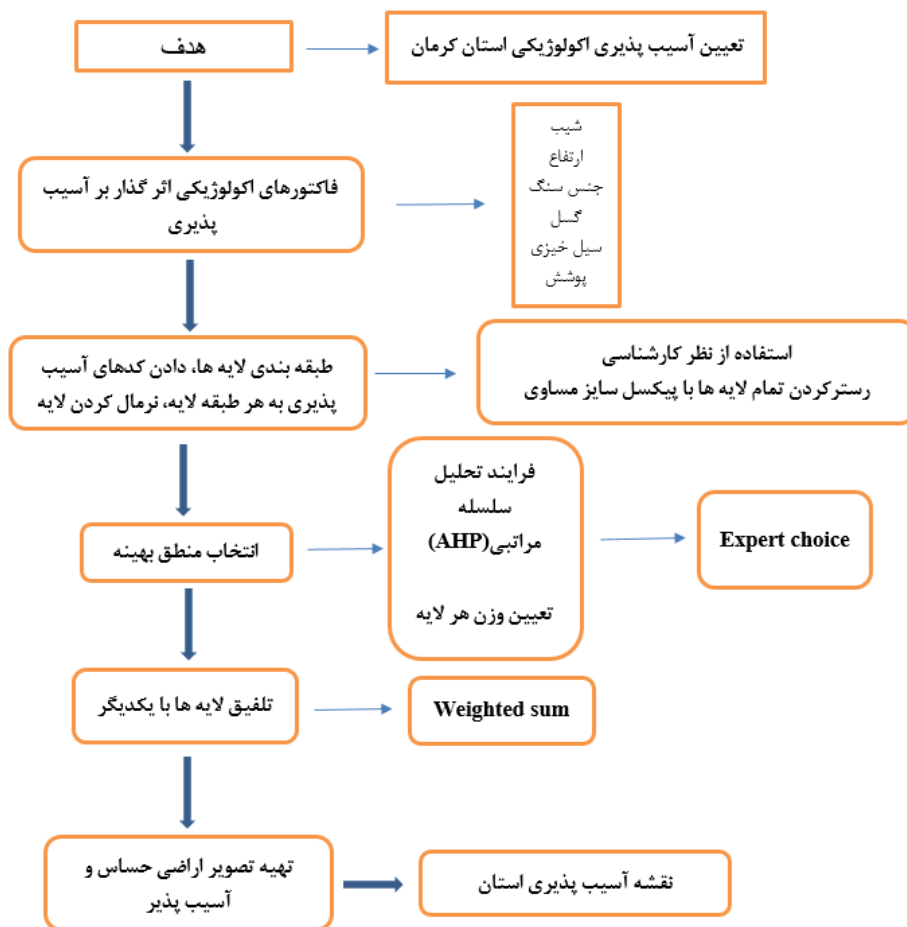 هدف
تعیین آسیب پذیری اکولوژیکی استان کرمان
فاکتورهای اکولوژیکی اثر گذار بر آسیب
پذیری
شیب
ارتفاع
جنس سنگ
گسل
سیل خیزی
پوشش
طبقه بندی لایه ها، دادن کدهای آسیب
پذیری به هر طبقه لایه، نرمال کردن لایه
استفاده از نظر کارشناسی
رسترکردن تمام لایه ها با پیکسل سایز مساوی
انتخاب منطق بهینه
فرایند تحلیل
سلسله
مراتبی(AHP)
تعیین وزن هر لایه
Expert choice
تلفیق لایه ها با یکدیگر
Weighted sum
تهیه تصویر اراضی حساس و
آسیب پذیر
نقشه آسیب پذیری استان